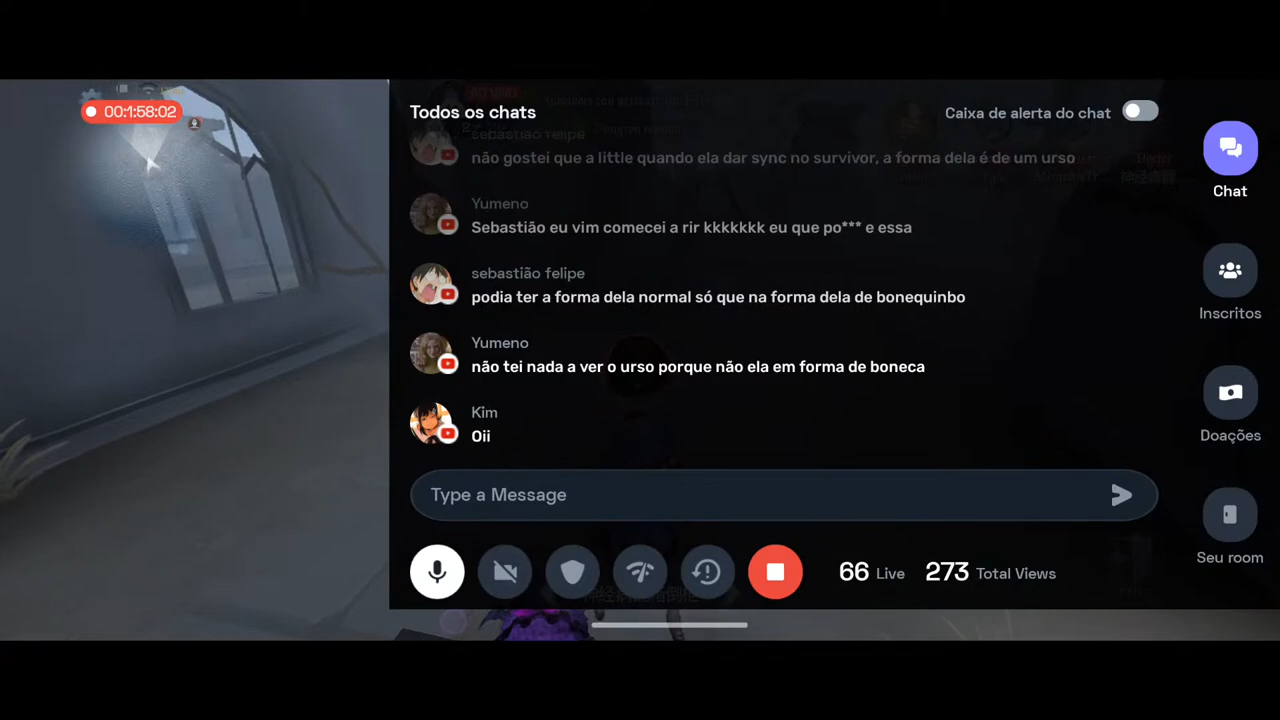 00:1:58:02
Todos os chats
Caixa de alerta do chat
sebastião felipe
não gostei que a little quando ela dar sync no survivor, a forma dela é de um urso
Yumeno
Sebastião eu vim comecei a rir kkkkkkk eu que po*** e essa
sebastião felipe
podia ter a forma dela normal só que na forma dela de bonequinbo
Yumeno
não tei nada a ver o urso porque não ela em forma de boneca
Kim
Oii
Type a Message
66 Live
273 Total Views
Chat
Inscritos
Doações
Seu room